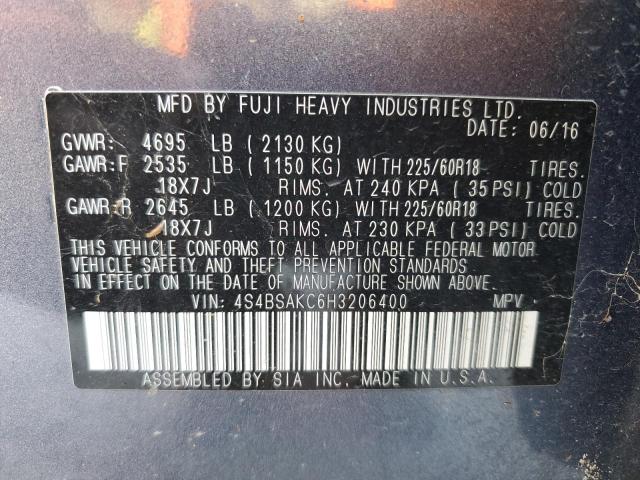 MFD BY FUJI HEAVY INDUSTRIES LTD.
DATE: 06/16
GVWR: 4695 LB (2130 KG)
GAWR:F 2535 LB (1150 KG) WITH 225/60R18 TIRES.
18X7J RIMS. AT 240 KPA (35 PSI) COLD
GAWR:R 2645 LB (1200 KG) WITH 225/60R18 TIRES.
18X7J RIMS. AT 230 KPA (33 PSI) COLD
THIS VEHICLE CONFORMS TO ALL APPLICABLE FEDERAL MOTOR
VEHICLE SAFETY AND THEFT PREVENTION STANDARDS
IN EFFECT ON THE DATE OF MANUFACTURE SHOWN ABOVE.
VIN: 4S4BSAKC6H3206400 MPV
ASSEMBLED BY SIA INC. MADE IN U.S.A.